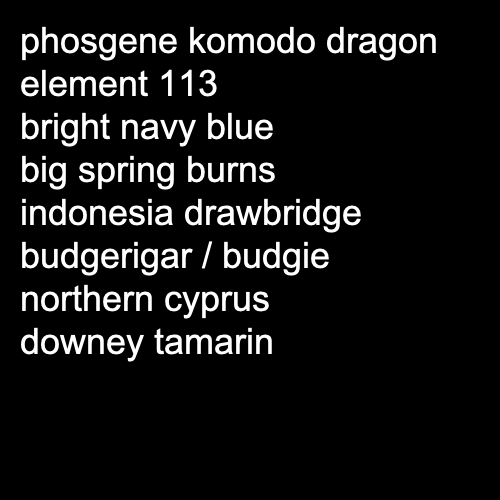 phosgene komodo dragon
element 113
bright navy blue
big spring burns
indonesia drawbridge
budgerigar / budgie
northern cyprus
downey tamarin